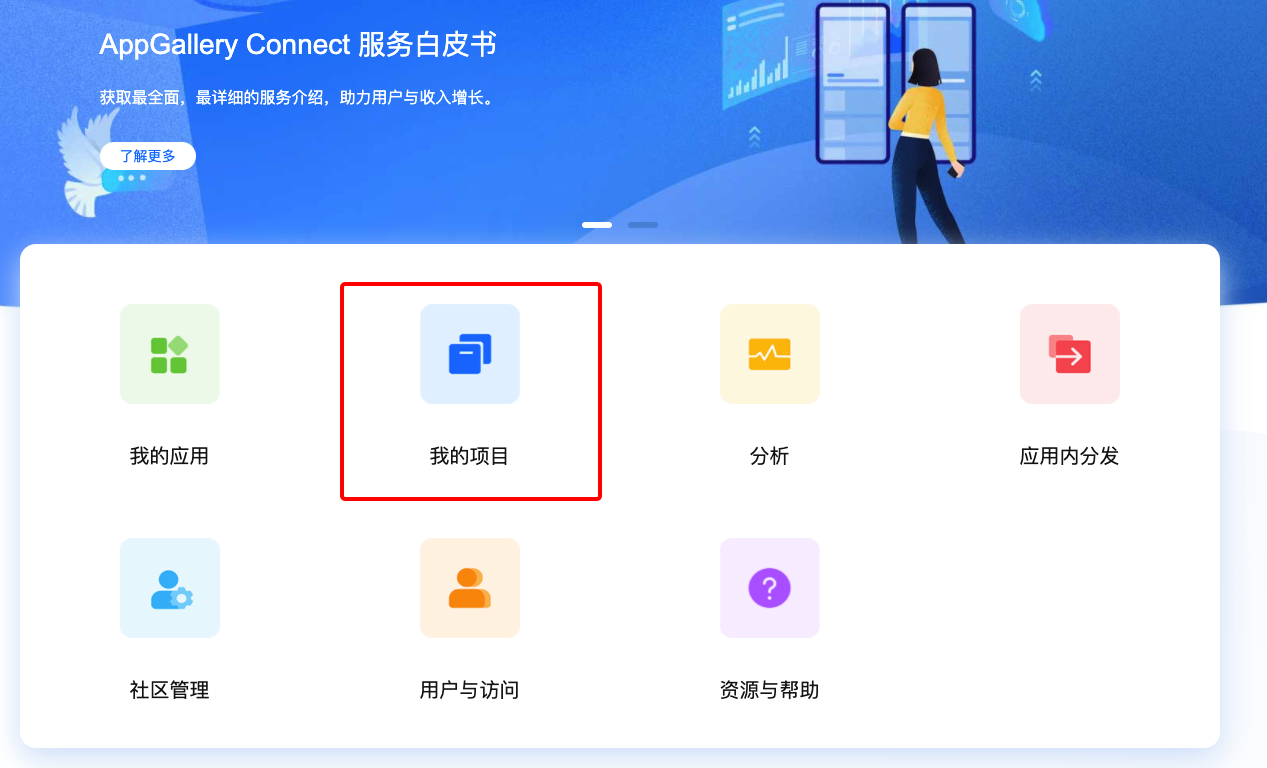 AppGallery Connect 服务白皮书
获取最全面，最详细的服务介绍，助力用户与收入增长。
了解更多
我的应用
我的项目
分析
应用内分发
社区管理
用户与访问
资源与帮助